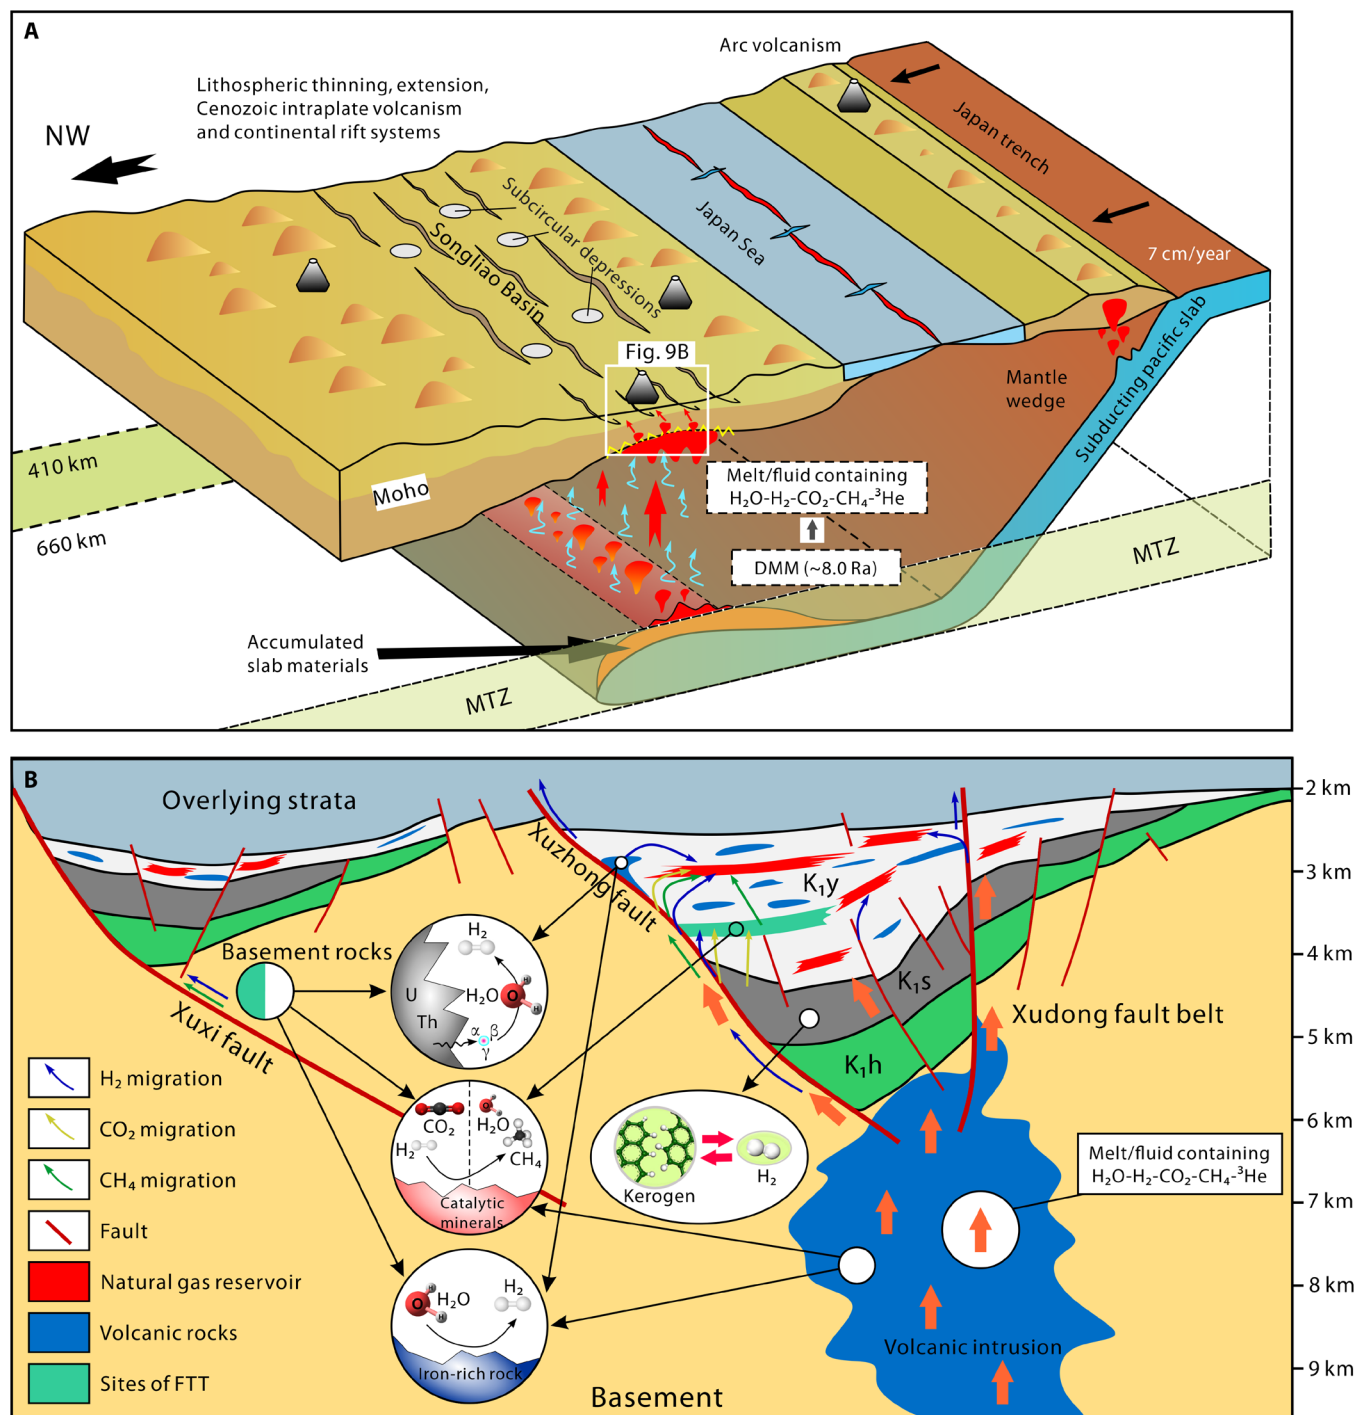 A
Arc volcanism
Lithospheric thinning, extension,
Cenozoic intraplate volcanism
and continental rift systems
NW
Japan trench
7 cm/year
Subcircular depressions
Songliao Basin
Japan Sea
Fig. 9B
Mantle
wedge
Subducting pacific slab
410 km
660 km
Moho
Melt/fluid containing
H₂O-H₂-CO₂-CH₄-³He
DMM (~8.0 Ra)
MTZ
Accumulated
slab materials
MTZ
B
Overlying strata
2 km
3 km
4 km
5 km
6 km
7 km
8 km
9 km
Xuzhong fault
K₁y
K₁s
K₁h
Basement rocks
Xuxi fault
Xudong fault belt
H₂
U
H₂O
O
H
H
Th
α
β
γ
CO₂
H₂O
H₂
CH₄
Catalytic
minerals
Kerogen
H₂
Melt/fluid containing
H₂O-H₂-CO₂-CH₄-³He
O
H
H
H₂O
H₂
Iron-rich rock
Volcanic intrusion
Basement
H₂ migration
CO₂ migration
CH₄ migration
Fault
Natural gas reservoir
Volcanic rocks
Sites of FTT